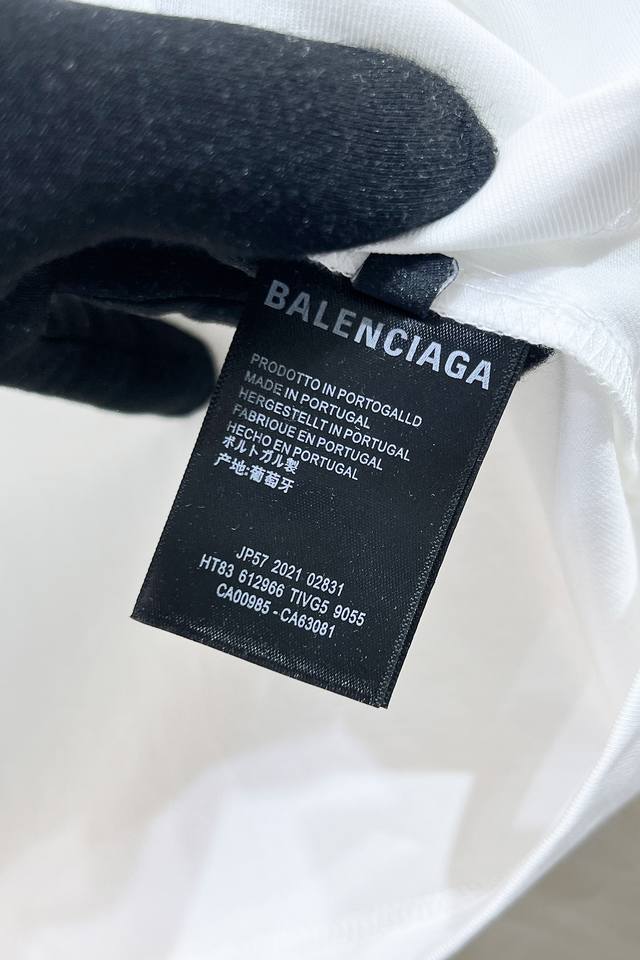 BALENCIAGA
PRODOTTO IN PORTOGALLD
MADE IN PORTUGAL
HERGESTELLT IN PORTUGAL
FABRIQUE EN PORTUGAL
HECHO EN PORTUGAL
ポルトガル製
产地:葡萄牙
JP57 2021 02831
HT83 612966 TIVG5 9055
CA00985 - CA63081